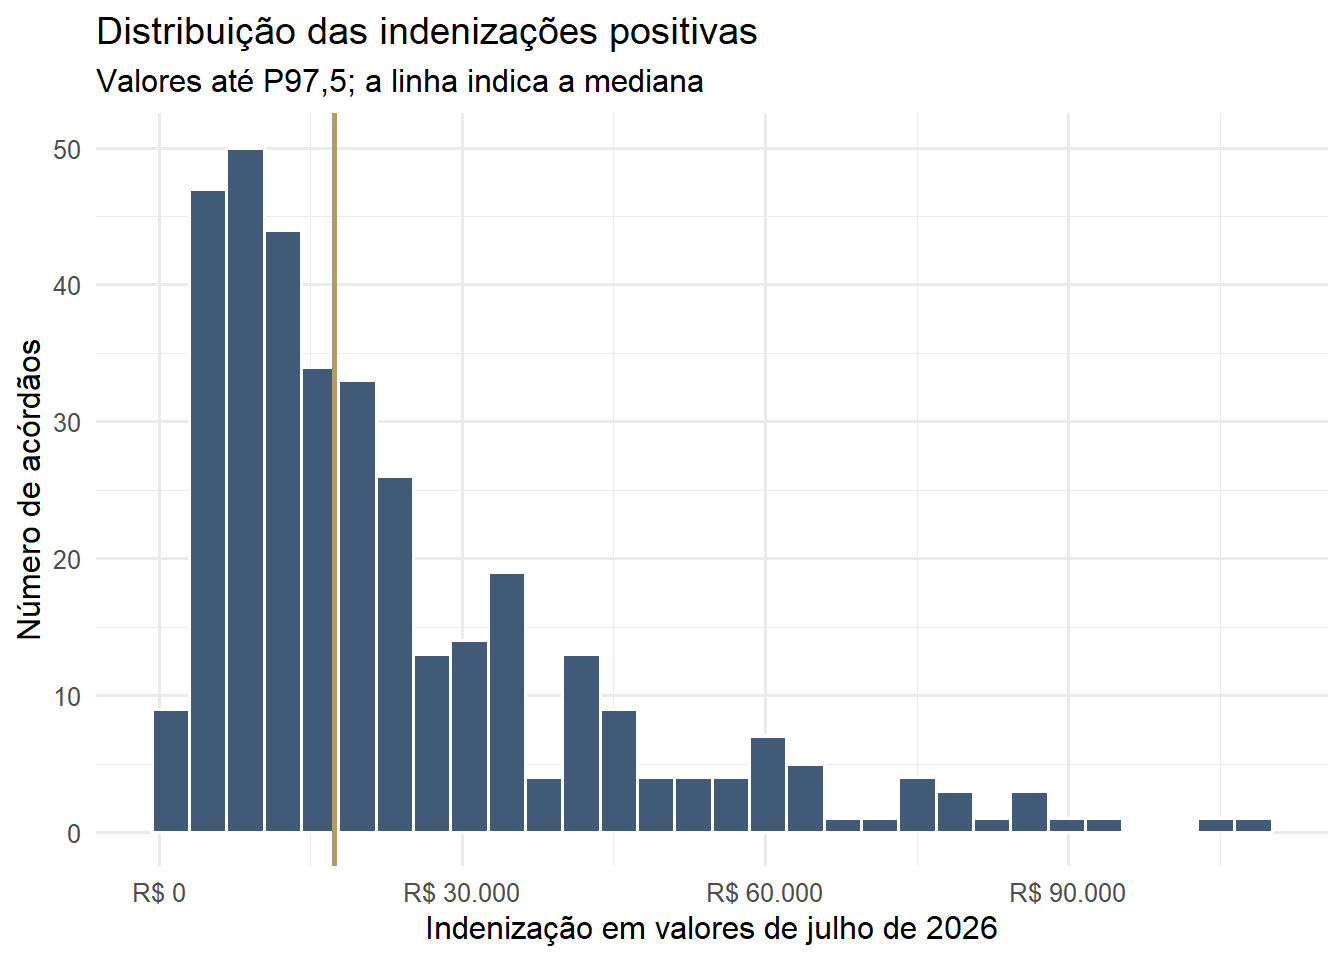 Distribuição das indenizações positivas
Valores até P97,5; a linha indica a mediana
50
40
30
20
10
0
Número de acórdãos
R$ 0
R$ 30.000
R$ 60.000
R$ 90.000
Indenização em valores de julho de 2026